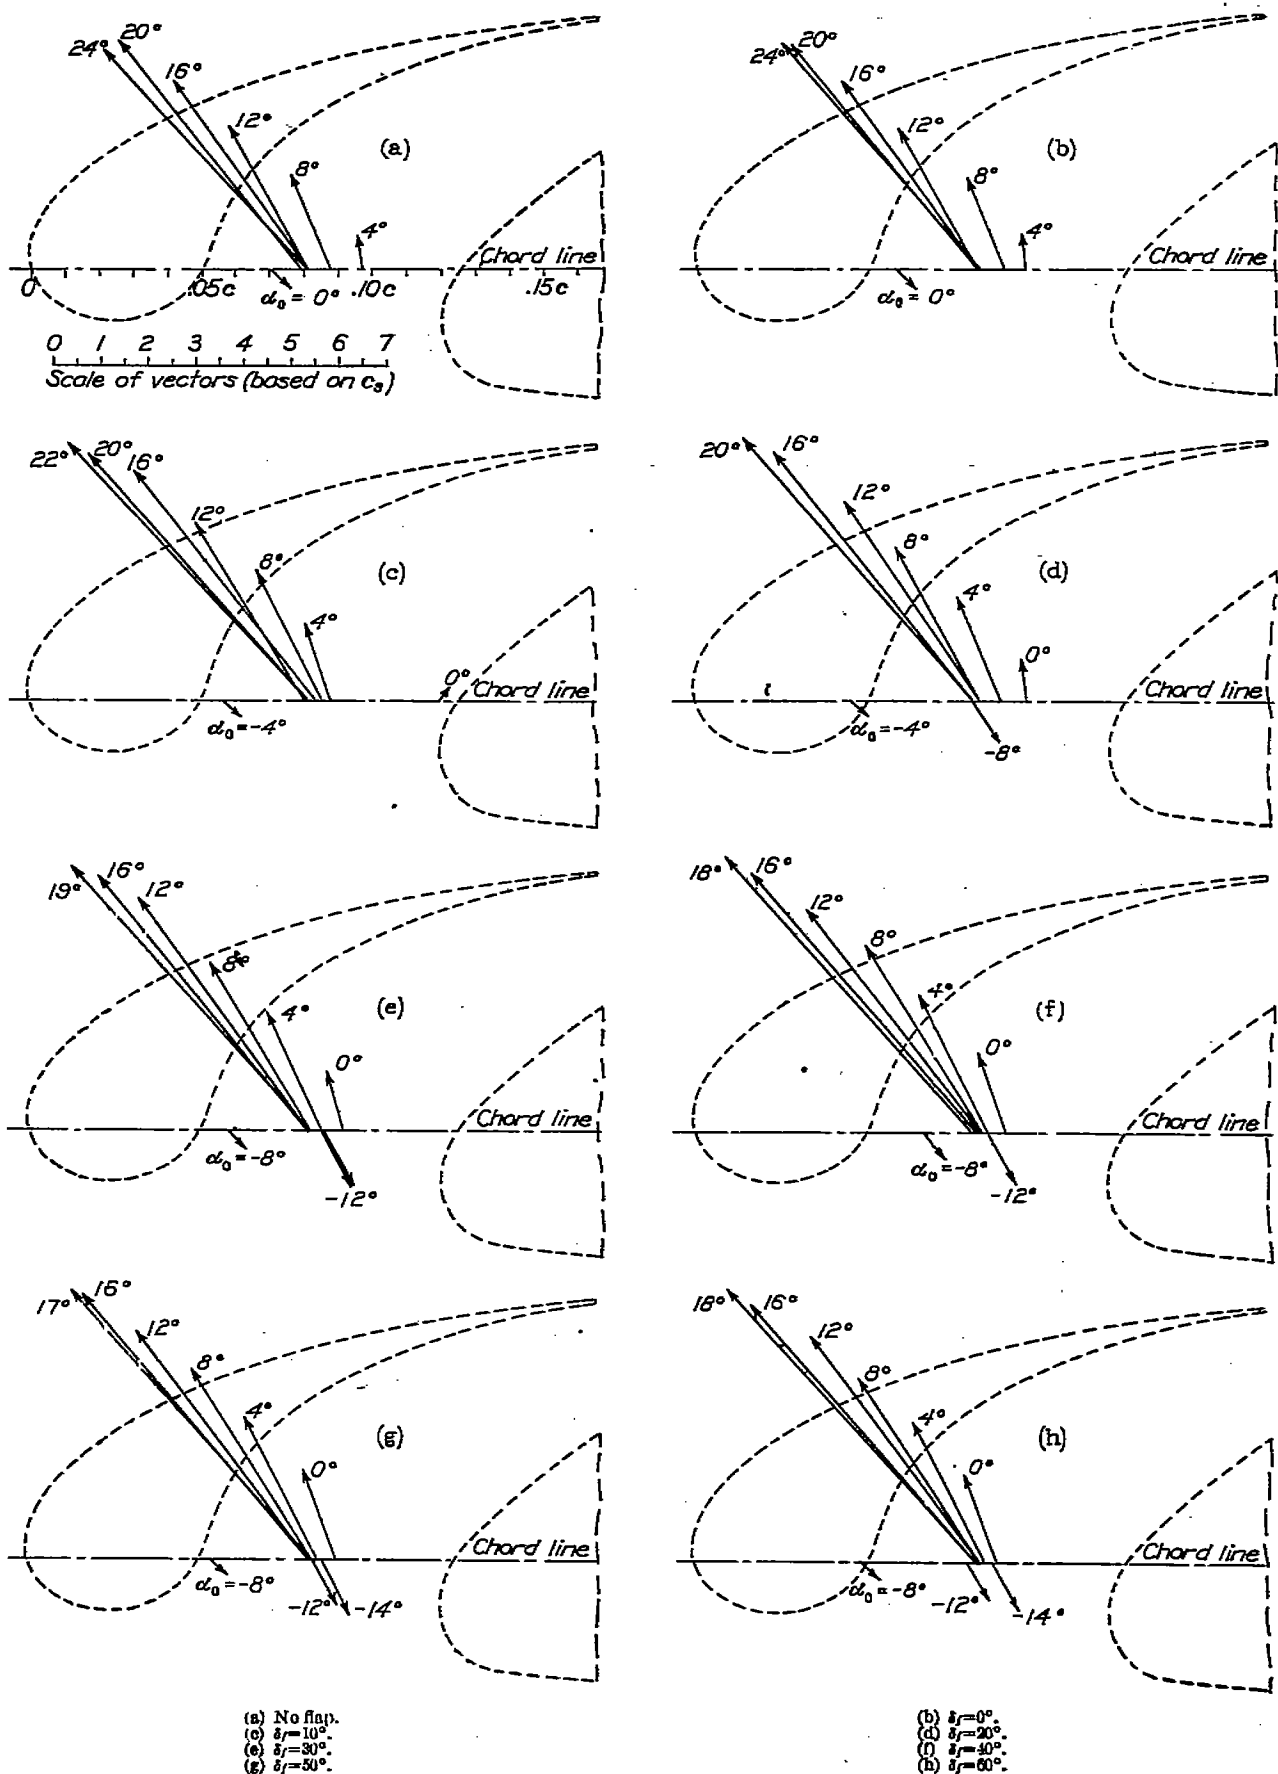 24° 20° 16° 12° 8° 4°
(a)
Chord line
0 .05c α₀ = 0° .10c .15c
0 1 2 3 4 5 6 7
Scale of vectors (based on cₛ)
24° 20° 16° 12° 8° 4°
(b)
Chord line
α₀ = 0°
22° 20° 16° 12° 8° 4° 0°
(c)
Chord line
α₀=-4°
20° 16° 12° 8° 4° 0°
(d)
Chord line
α₀=-4°
-8°
19° 16° 12° 8° 4° 0°
(e)
Chord line
α₀=-8°
-12°
18° 16° 12° 8° 4° 0°
(f)
Chord line
α₀=-8°
-12°
17° 16° 12° 8° 4° 0°
(g)
Chord line
α₀=-8°
-12° -14°
18° 16° 12° 8° 4° 0°
(h)
Chord line
α₀=-8°
-12° -14°
(a) No flap.
(c) δf=10°.
(e) δf=30°.
(g) δf=50°.
(b) δf=0°.
(d) δf=20°.
(f) δf=40°.
(h) δf=60°.